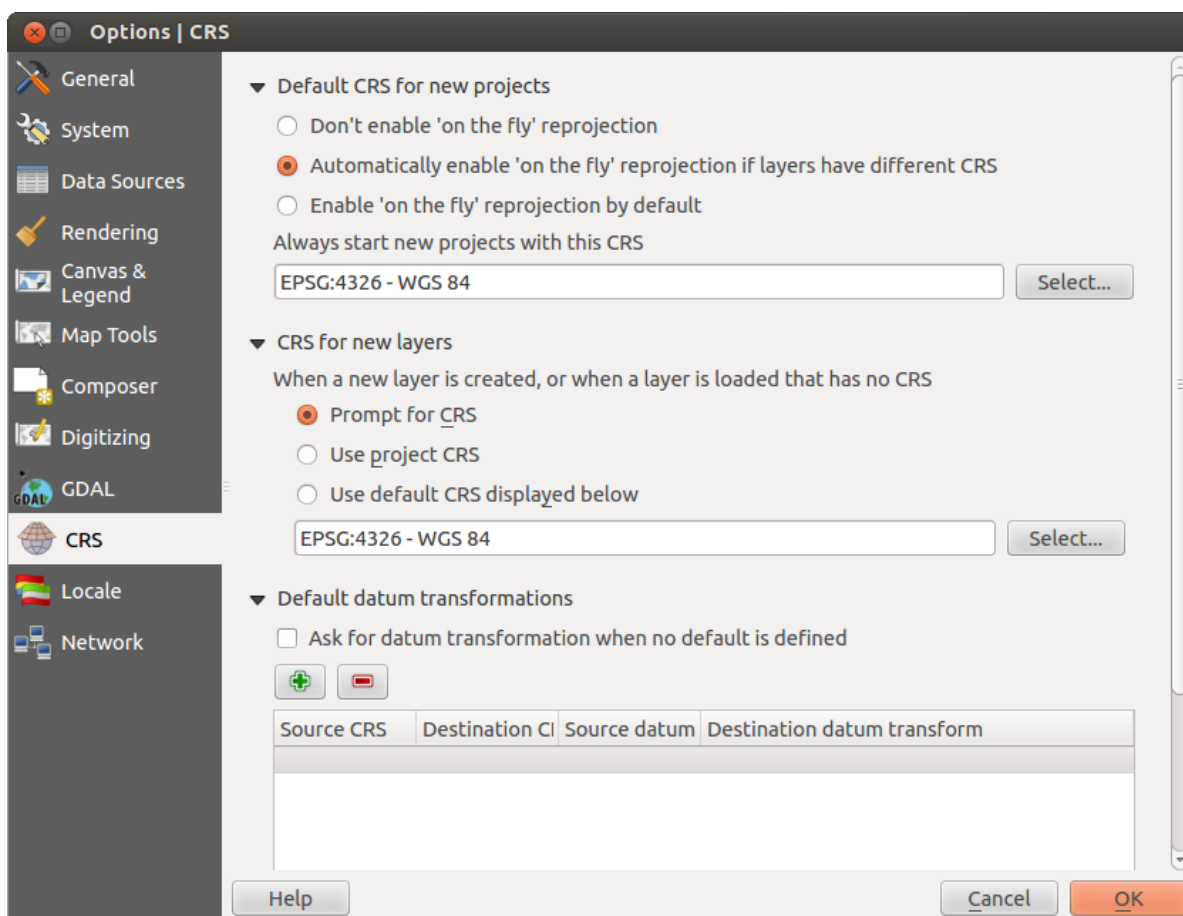 Options | CRS
General
System
Data Sources
Rendering
Canvas &
Legend
Map Tools
Composer
Digitizing
GDAL
GDAL
CRS
Locale
Network
Default CRS for new projects
Don't enable 'on the fly' reprojection
Automatically enable 'on the fly' reprojection if layers have different CRS
Enable 'on the fly' reprojection by default
Always start new projects with this CRS
EPSG:4326 - WGS 84 Select...
CRS for new layers
When a new layer is created, or when a layer is loaded that has no CRS
Prompt for CRS
Use project CRS
Use default CRS displayed below
EPSG:4326 - WGS 84 Select...
Default datum transformations
Ask for datum transformation when no default is defined
Source CRS Destination Cl Source datum Destination datum transform
Help Cancel OK